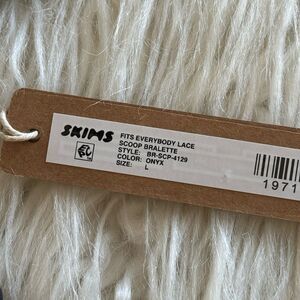 SKIMS
FITS EVERYBODY LACE
SCOOP BRALETTE
STYLE: BR-SCP-4129
COLOR: ONYX
SIZE: L
1971